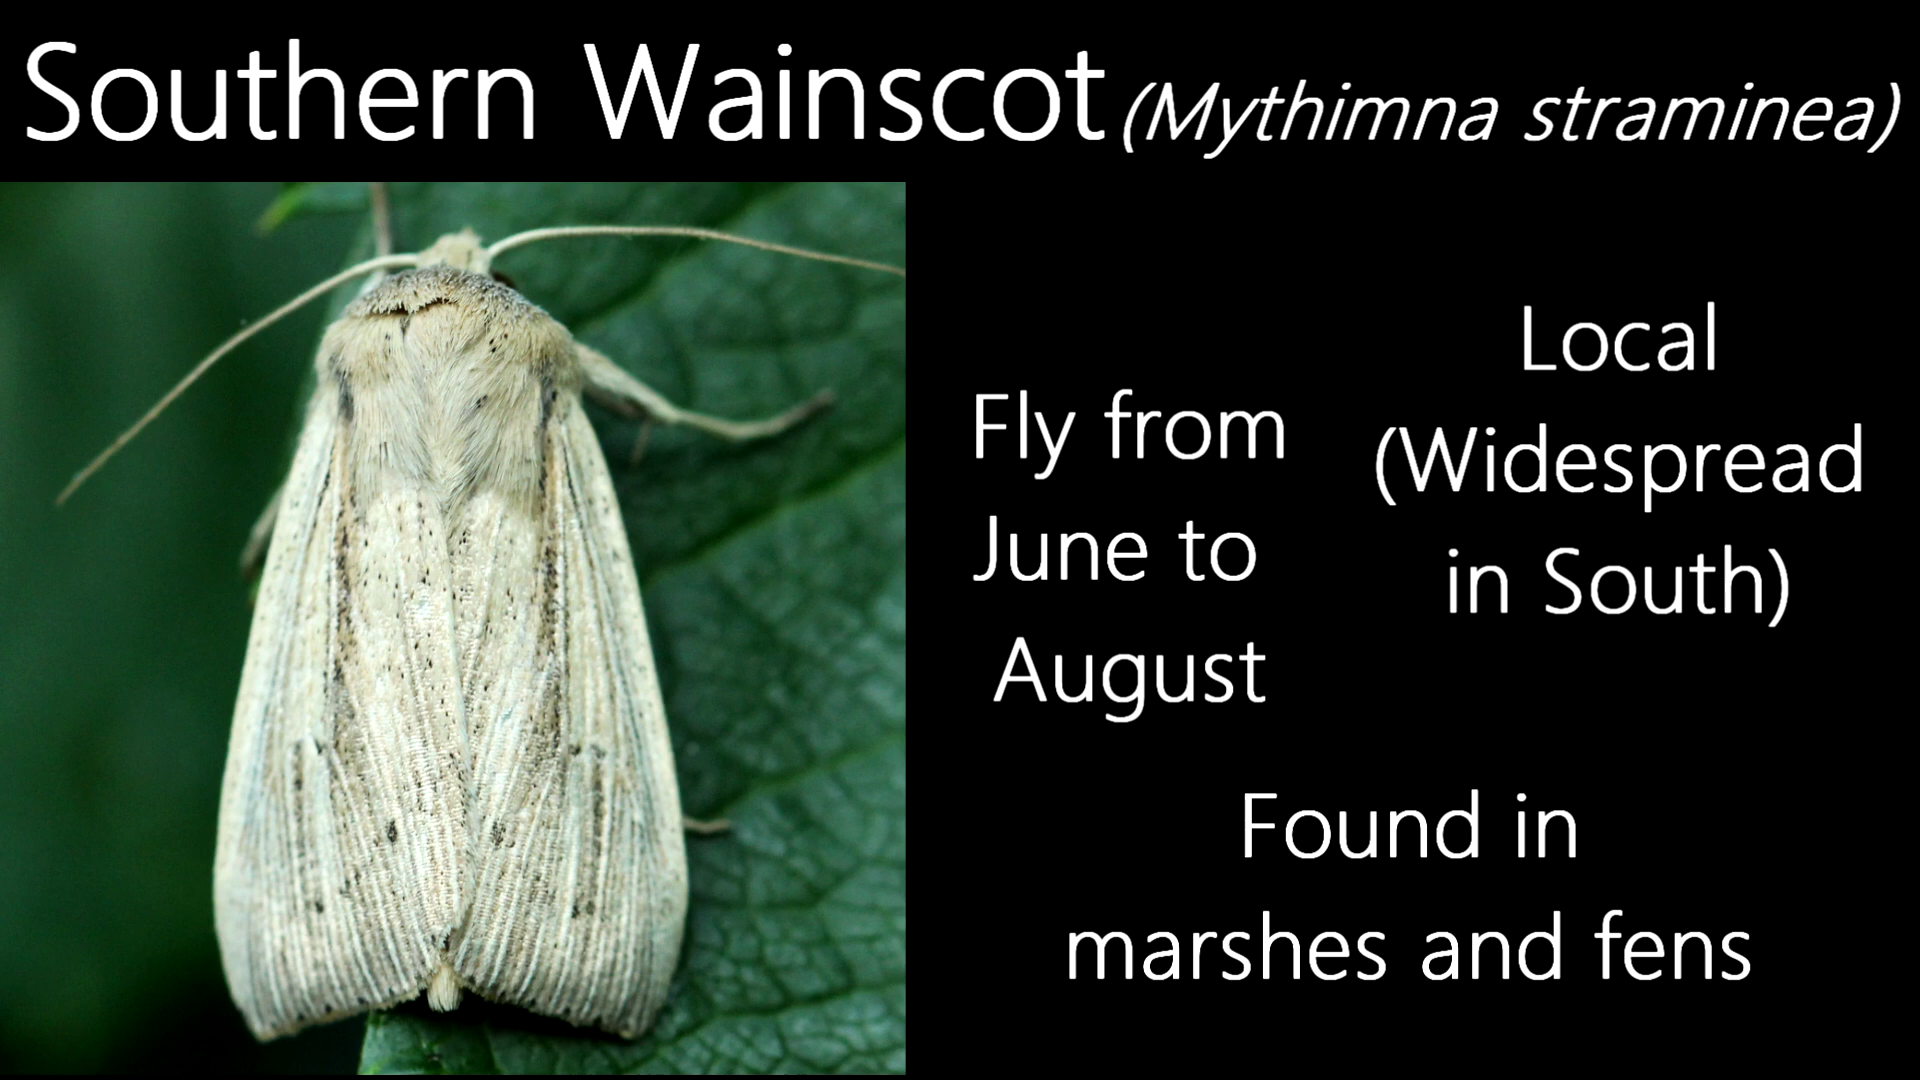 Southern Wainscot (Mythimna straminea)
Fly from
June to
August
Local
(Widespread
in South)
Found in
marshes and fens